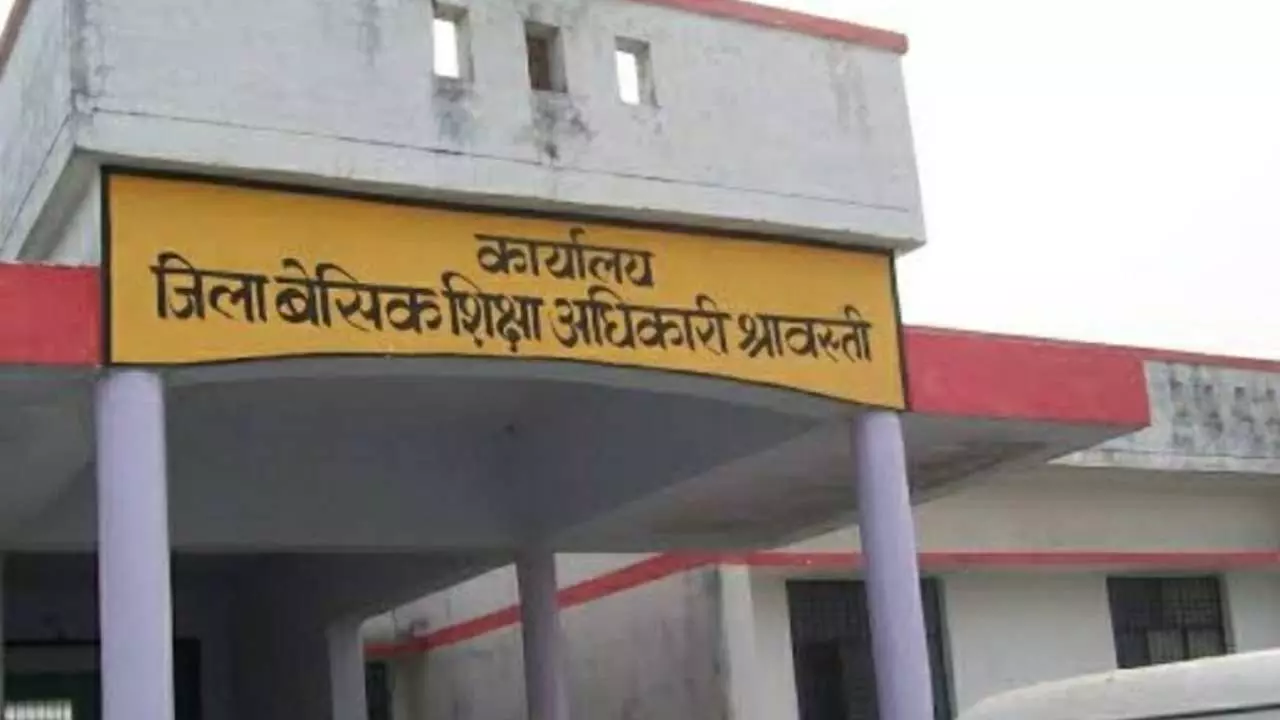 कार्यालय
जिला बेसिक शिक्षा अधिकारी श्रावस्ती